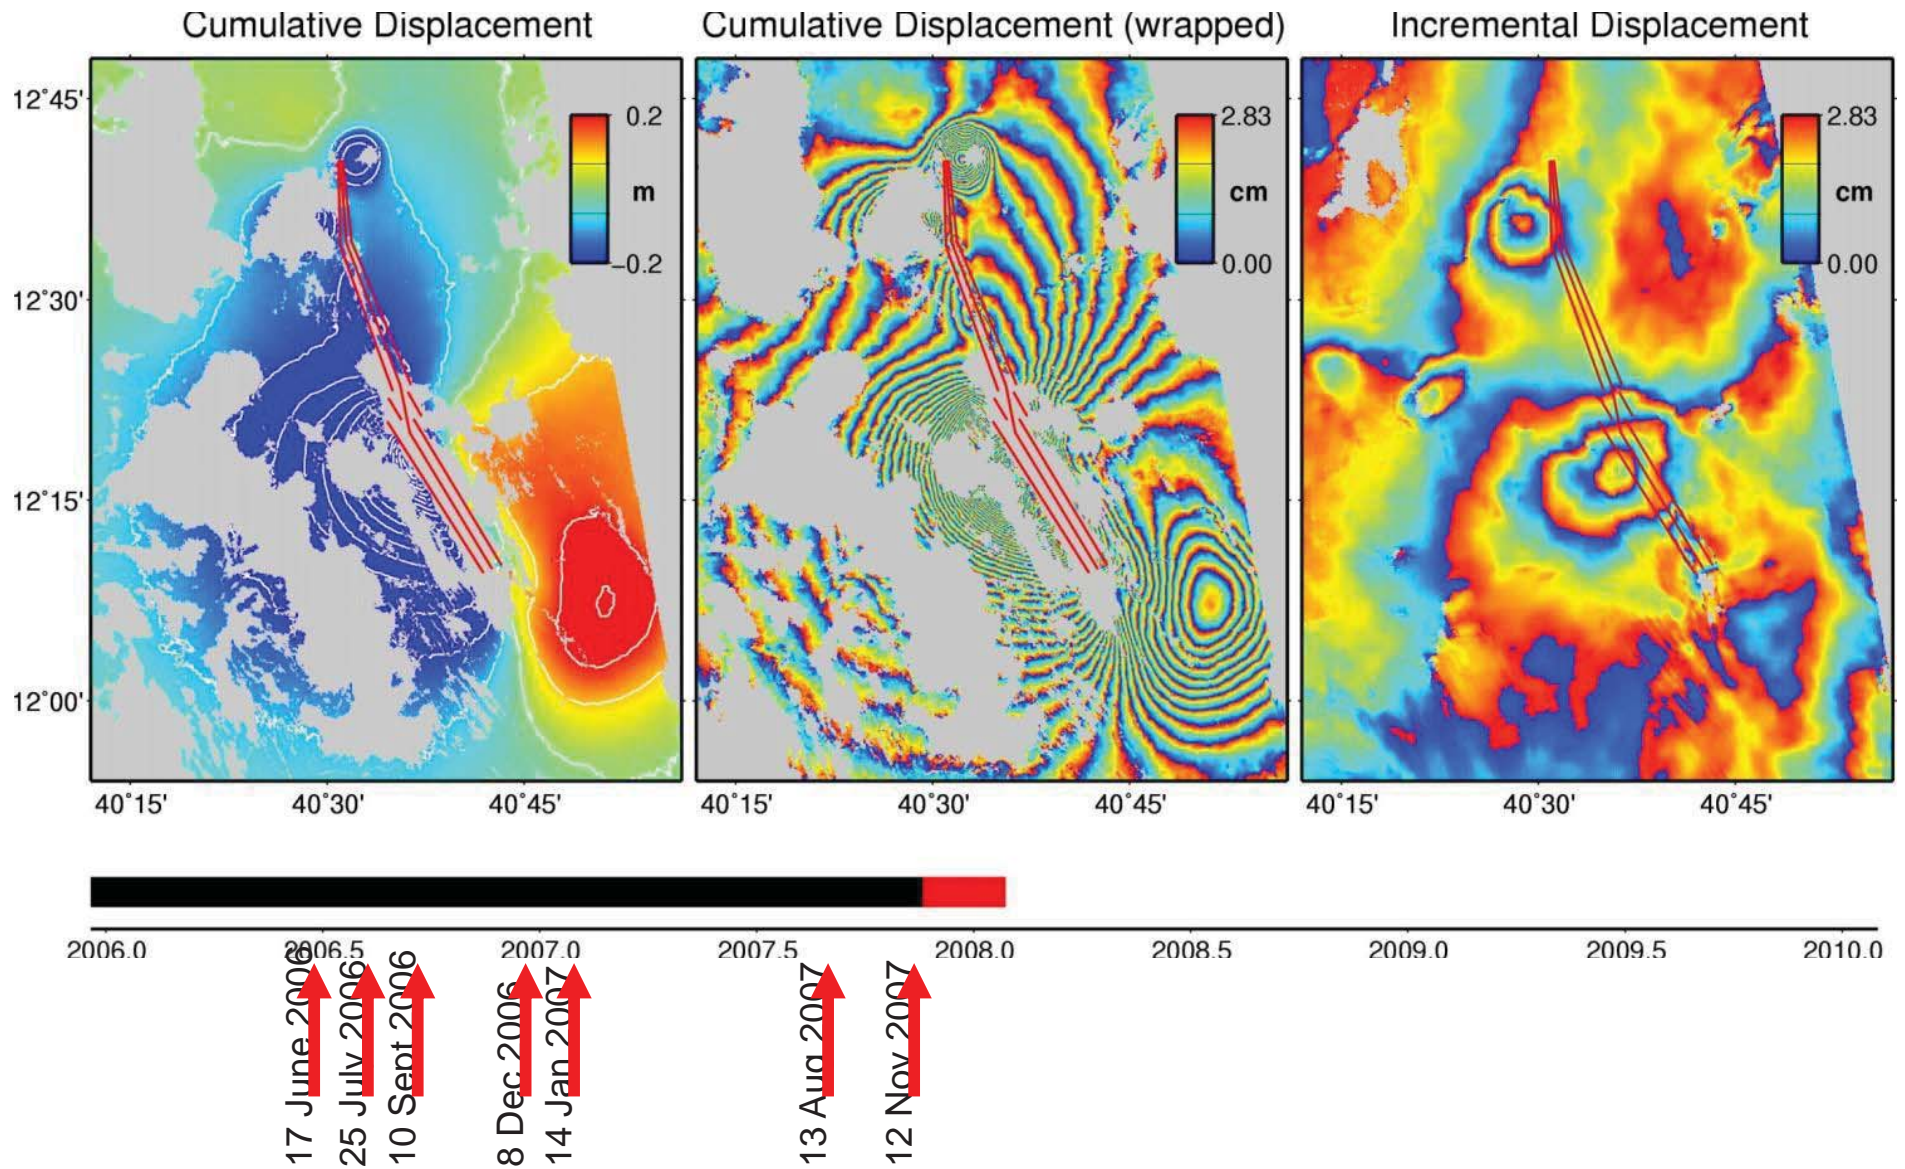 Cumulative Displacement
Cumulative Displacement (wrapped)
Incremental Displacement
12°45'
12°30'
12°15'
12°00'
0.2
m
−0.2
2.83
cm
0.00
2.83
cm
0.00
40°15'
40°30'
40°45'
40°15'
40°30'
40°45'
40°15'
40°30'
40°45'
2006.0
2006.5
2007.0
2007.5
2008.0
2008.5
2009.0
2009.5
2010.0
17 June 2006
25 July 2006
10 Sept 2006
8 Dec 2006
14 Jan 2007
13 Aug 2007
12 Nov 2007